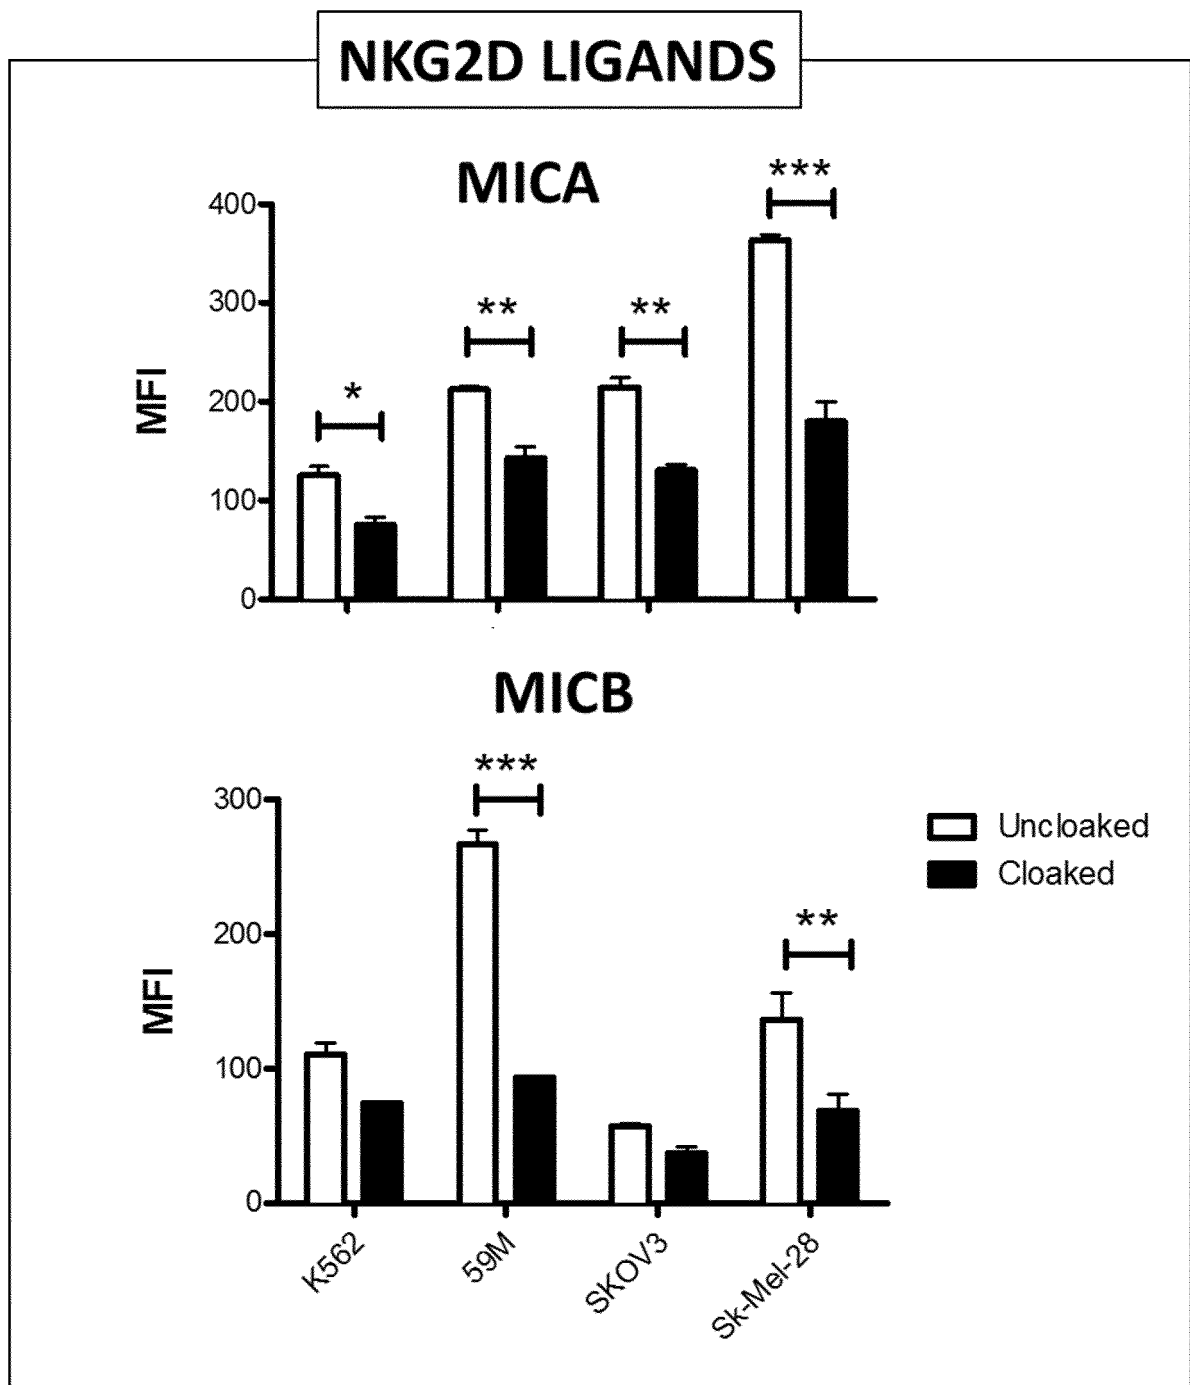 NKG2D LIGANDS
MICA
***
400
300
** **
MFI
200
*
100
0
MICB
***
300
Uncloaked
Cloaked
**
200
MFI
100
0
K562 59M SKOV3 Sk-Mel-28